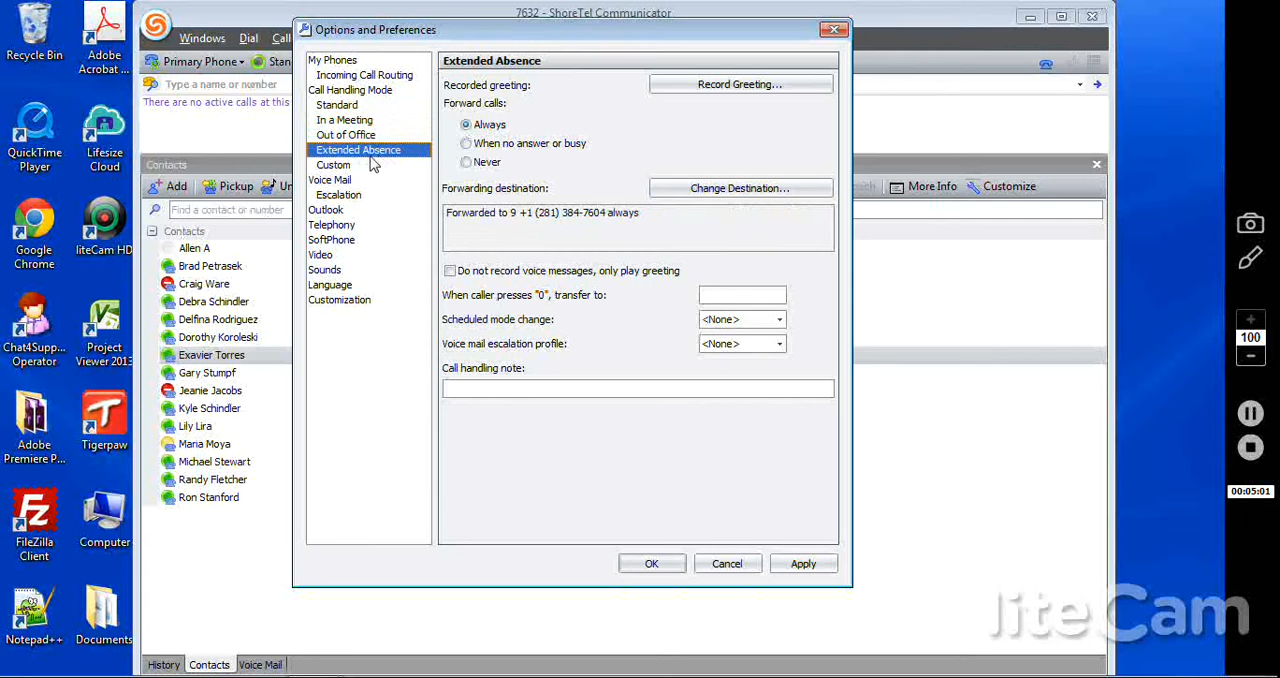 7632 - ShoreTel Communicator
Recycle Bin
Adobe
Acrobat ...
QuickTime
Player
Lifesize
Cloud
Google
Chrome
liteCam HD
Chat4Supp...
Operator
Project
Viewer 2013
Adobe
Premiere P...
Tigerpaw
FileZilla
Client
Computer
Notepad++
Documents
Windows
Dial
Call
Primary Phone
Stan
Type a name or number
There are no active calls at this
Contacts
Add
Pickup
Un
More Info
Customize
Find a contact or number
Contacts
Allen A
Brad Petrasek
Craig Ware
Debra Schindler
Delfina Rodriguez
Dorothy Koroleski
Exavier Torres
Gary Stumpf
Jeanie Jacobs
Kyle Schindler
Lily Lira
Maria Moya
Michael Stewart
Randy Fletcher
Ron Stanford
History
Contacts
Voice Mail
Options and Preferences
My Phones
Incoming Call Routing
Call Handling Mode
Standard
In a Meeting
Out of Office
Extended Absence
Custom
Voice Mail
Escalation
Outlook
Telephony
SoftPhone
Video
Sounds
Language
Customization
Extended Absence
Recorded greeting:
Record Greeting...
Forward calls:
Always
When no answer or busy
Never
Forwarding destination:
Change Destination...
Forwarded to 9 +1 (281) 384-7604 always
Do not record voice messages, only play greeting
When caller presses "0", transfer to:
Scheduled mode change:
<None>
Voice mail escalation profile:
<None>
Call handling note:
OK
Cancel
Apply
100
00:05:01
liteCam